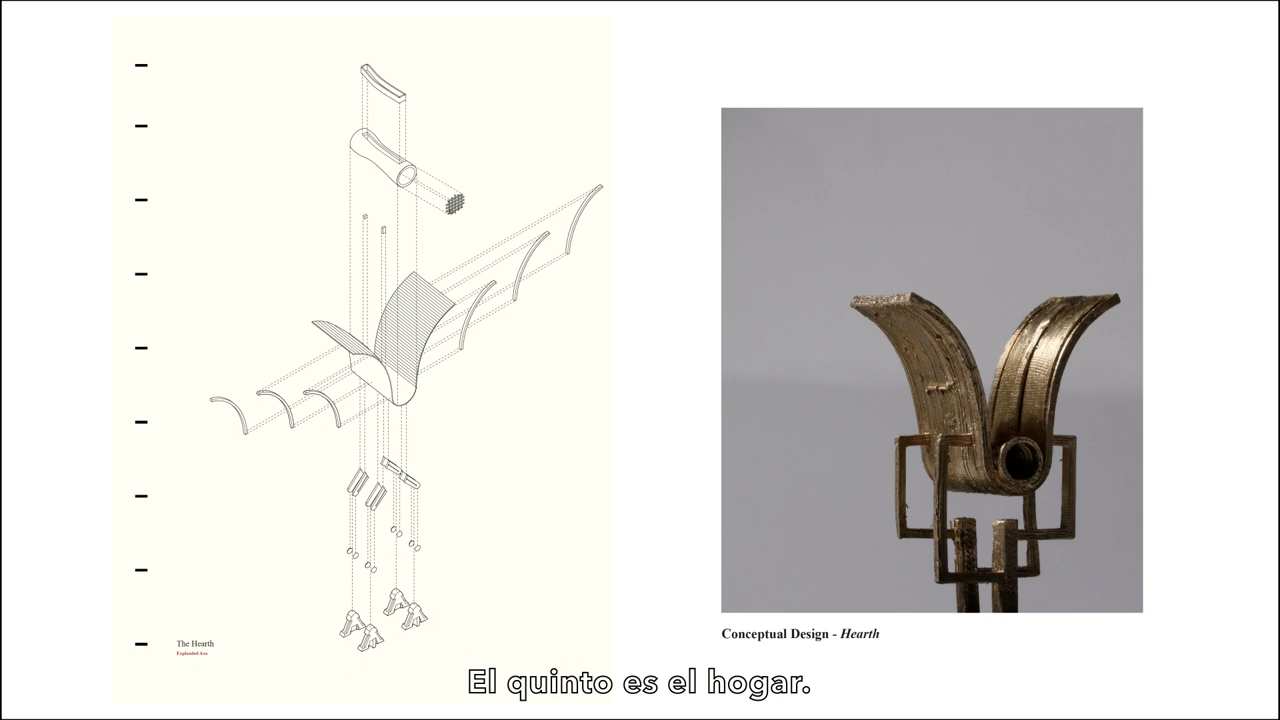 The Hearth
Exploded Axo
Conceptual Design - Hearth
El quinto es el hogar.